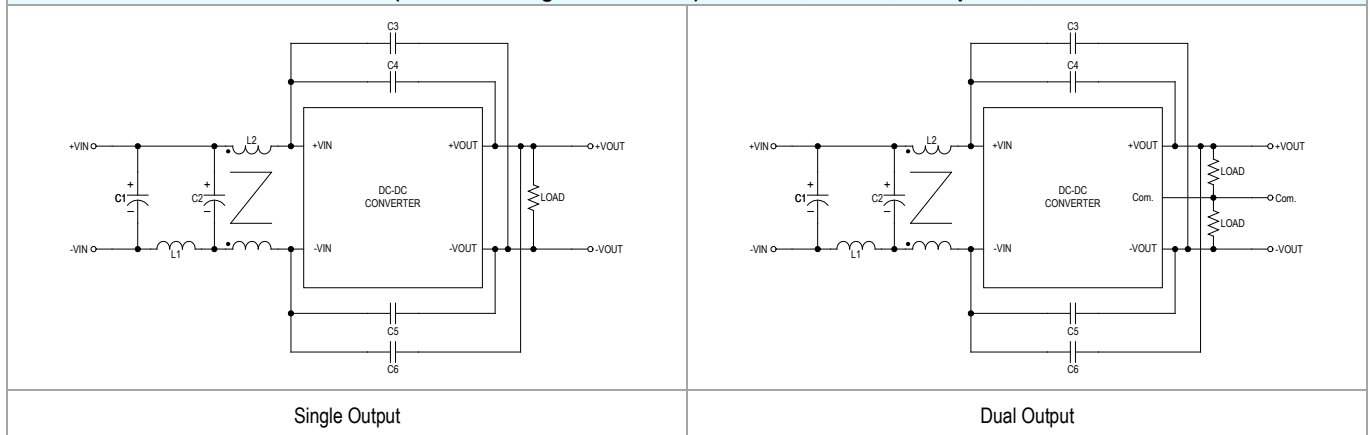 C3
C4
+VIN
L2
+VIN
+VOUT
+VOUT
+
C1
–
+
C2
–
DC-DC
CONVERTER
LOAD
-VIN
L1
-VIN
-VOUT
-VOUT
C5
C6
Single Output
C3
C4
+VIN
L2
+VIN
+VOUT
+VOUT
LOAD
+
C1
–
+
C2
–
DC-DC
CONVERTER
Com.
Com.
LOAD
-VIN
L1
-VIN
-VOUT
-VOUT
C5
C6
Dual Output